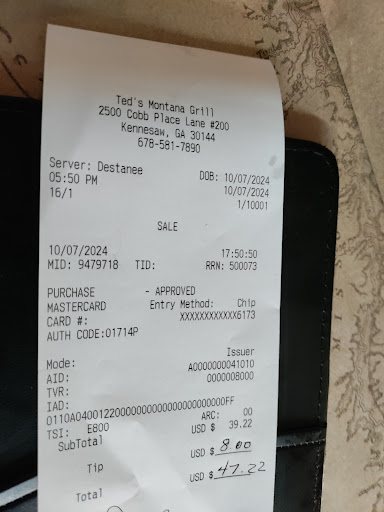 Ted's Montana Grill
2500 Cobb Place Lane #200
Kennesaw, GA 30144
678-581-7890
Server: Destanee DOB: 10/07/2024
05:50 PM 10/07/2024
16/1 1/10001
SALE
10/07/2024 17:50:50
MID: 9479718 TID: RRN: 500073
PURCHASE - APPROVED
MASTERCARD Entry Method: Chip
CARD #: XXXXXXXXXXXX6173
AUTH CODE:01714P
Mode: Issuer
AID: A0000000041010
TVR: 0000008000
IAD:
0110A04001220000000000000000000000FF
TSI: E800 ARC: 00
SubTotal USD $ 39.22
Tip USD $ 8.00
Total USD $ 47.22